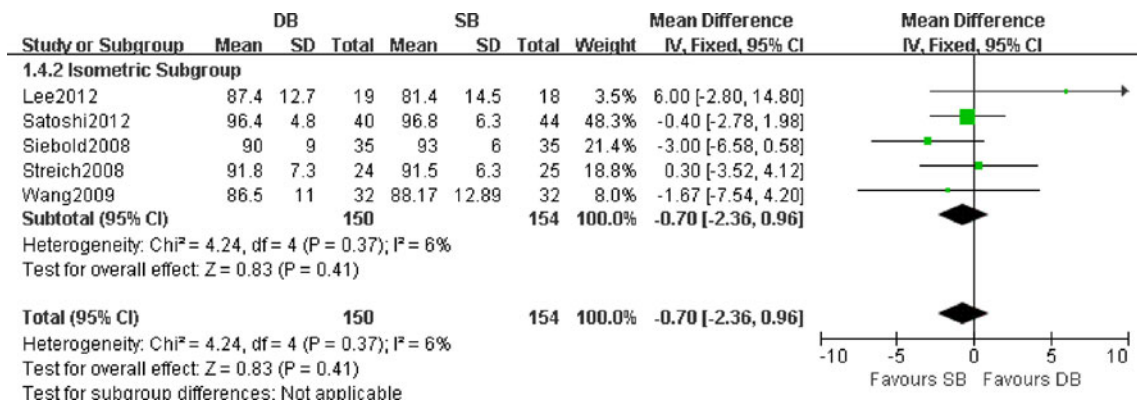 DB SB Mean Difference Mean Difference
Study or Subgroup Mean SD Total Mean SD Total Weight IV, Fixed, 95% CI IV, Fixed, 95% CI
1.4.2 Isometric Subgroup
Lee2012 87.4 12.7 19 81.4 14.5 18 3.5% 6.00 [-2.80, 14.80]
Satoshi2012 96.4 4.8 40 96.8 6.3 44 48.3% -0.40 [-2.78, 1.98]
Siebold2008 90 9 35 93 6 35 21.4% -3.00 [-6.58, 0.58]
Streich2008 91.8 7.3 24 91.5 6.3 25 18.8% 0.30 [-3.52, 4.12]
Wang2009 86.5 11 32 88.17 12.89 32 8.0% -1.67 [-7.54, 4.20]
Subtotal (95% CI) 150 154 100.0% -0.70 [-2.36, 0.96]
Heterogeneity: Chi² = 4.24, df = 4 (P = 0.37); I² = 6%
Test for overall effect: Z = 0.83 (P = 0.41)
Total (95% CI) 150 154 100.0% -0.70 [-2.36, 0.96]
Heterogeneity: Chi² = 4.24, df = 4 (P = 0.37); I² = 6%
-10 -5 0 5 10
Test for overall effect: Z = 0.83 (P = 0.41)
Favours SB Favours DB
Test for subgroup differences: Not applicable